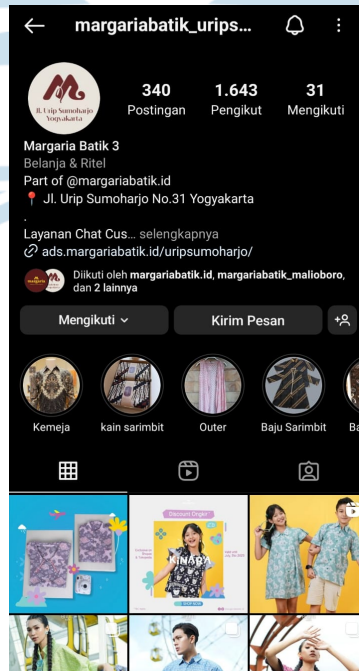 margariabatik_urips...
Jl. Urip Sumoharjo
Yogyakarta
340 1.643 31
Postingan Pengikut Mengikuti
Margaria Batik 3
Belanja & Ritel
Part of @margariabatik.id
📍 Jl. Urip Sumoharjo No.31 Yogyakarta
.
Layanan Chat Cus... selengkapnya
ads.margariabatik.id/uripsumoharjo/
Diikuti oleh margariabatik.id, margariabatik_malioboro,
dan 2 lainnya
Mengikuti Kirim Pesan
Kemeja kain sarimbit Outer Baju Sarimbit Ba
Discount Ongkir
KINARA